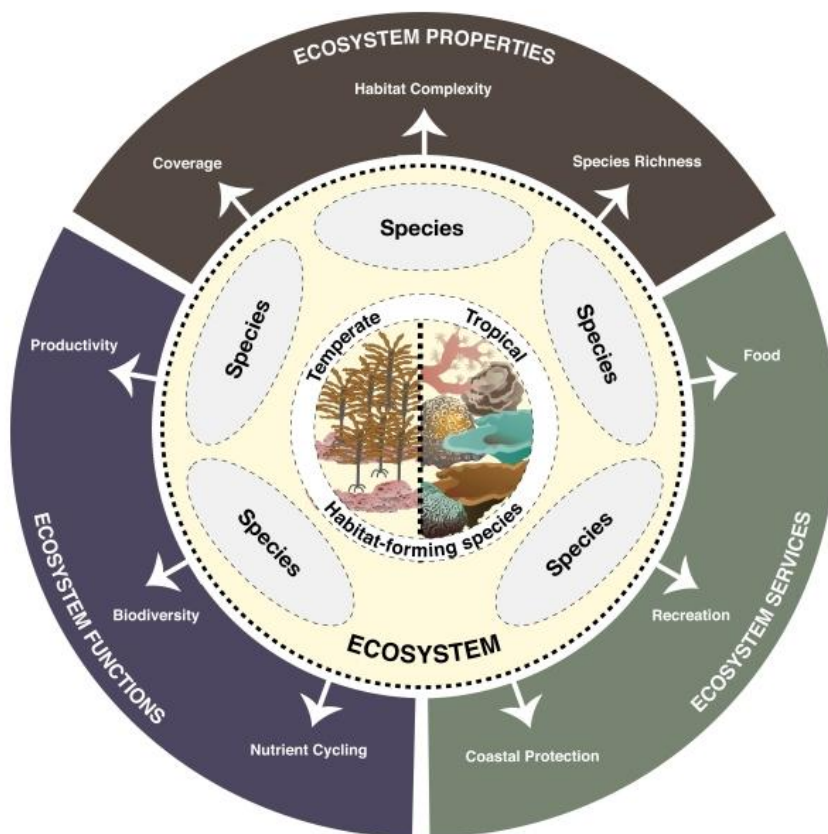 ECOSYSTEM PROPERTIES
Habitat Complexity
Coverage
Species Richness
Species
Species
Species
Temperate
Tropical
Productivity
Food
Habitat-forming species
Species
Species
Biodiversity
Recreation
ECOSYSTEM
ECOSYSTEM FUNCTIONS
ECOSYSTEM SERVICES
Nutrient Cycling
Coastal Protection